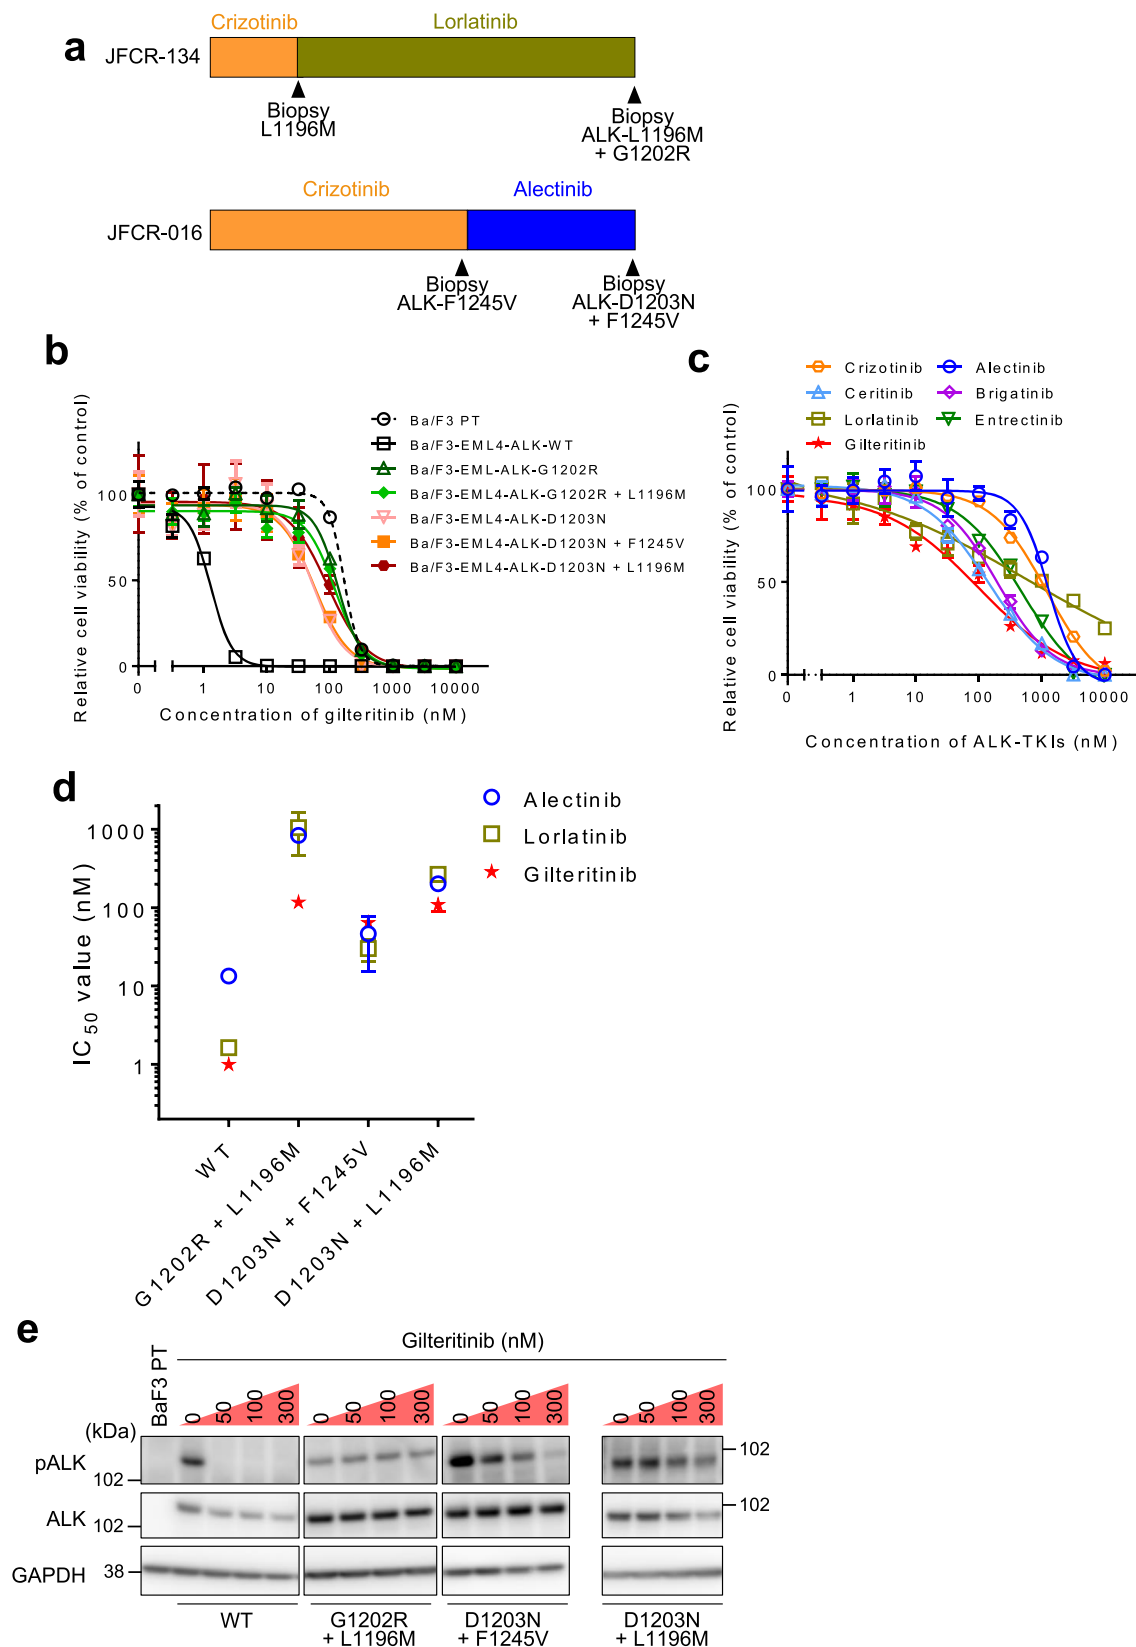 a
Crizotinib
Lorlatinib
JFCR-134
Biopsy
L1196M
Biopsy
ALK-L1196M
+ G1202R
Crizotinib
Alectinib
JFCR-016
Biopsy
ALK-F1245V
Biopsy
ALK-D1203N
+ F1245V
b
Relative cell viability (% of control)
100
50
0
0
1
10
100
1000
10000
Concentration of gilteritinib (nM)
Ba/F3 PT
Ba/F3-EML4-ALK-WT
Ba/F3-EML-ALK-G1202R
Ba/F3-EML4-ALK-G1202R + L1196M
Ba/F3-EML4-ALK-D1203N
Ba/F3-EML4-ALK-D1203N + F1245V
Ba/F3-EML4-ALK-D1203N + L1196M
c
Crizotinib
Alectinib
Ceritinib
Brigatinib
Lorlatinib
Entrectinib
Gilteritinib
Relative cell viability (% of control)
100
50
0
0
1
10
100
1000
10000
Concentration of ALK-TKIs (nM)
d
Alectinib
Lorlatinib
Gilteritinib
IC50 value (nM)
1000
100
10
1
WT
G1202R + L1196M
D1203N + F1245V
D1203N + L1196M
e
Gilteritinib (nM)
BaF3 PT
0 50 100 300
0 50 100 300
0 50 100 300
0 50 100 300
(kDa)
pALK
102
102
ALK
102
102
GAPDH
38
WT
G1202R
+ L1196M
D1203N
+ F1245V
D1203N
+ L1196M